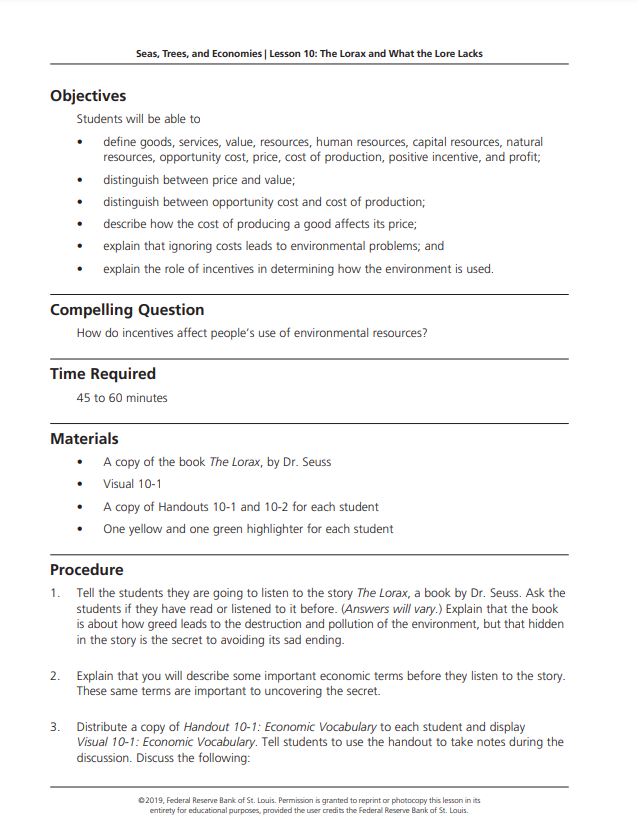 Seas, Trees, and Economies | Lesson 10: The Lorax and What the Lore Lacks
Objectives
Students will be able to
• define goods, services, value, resources, human resources, capital resources, natural
resources, opportunity cost, price, cost of production, positive incentive, and profit;
• distinguish between price and value;
• distinguish between opportunity cost and cost of production;
• describe how the cost of producing a good affects its price;
• explain that ignoring costs leads to environmental problems; and
• explain the role of incentives in determining how the environment is used.
Compelling Question
How do incentives affect people's use of environmental resources?
Time Required
45 to 60 minutes
Materials
• A copy of the book The Lorax, by Dr. Seuss
• Visual 10-1
• A copy of Handouts 10-1 and 10-2 for each student
• One yellow and one green highlighter for each student
Procedure
1. Tell the students they are going to listen to the story The Lorax, a book by Dr. Seuss. Ask the
students if they have read or listened to it before. (Answers will vary.) Explain that the book
is about how greed leads to the destruction and pollution of the environment, but that hidden
in the story is the secret to avoiding its sad ending.
2. Explain that you will describe some important economic terms before they listen to the story.
These same terms are important to uncovering the secret.
3. Distribute a copy of Handout 10-1: Economic Vocabulary to each student and display
Visual 10-1: Economic Vocabulary. Tell students to use the handout to take notes during the
discussion. Discuss the following:
©2019, Federal Reserve Bank of St. Louis. Permission is granted to reprint or photocopy this lesson in its
entirety for educational purposes, provided the user credits the Federal Reserve Bank of St. Louis.